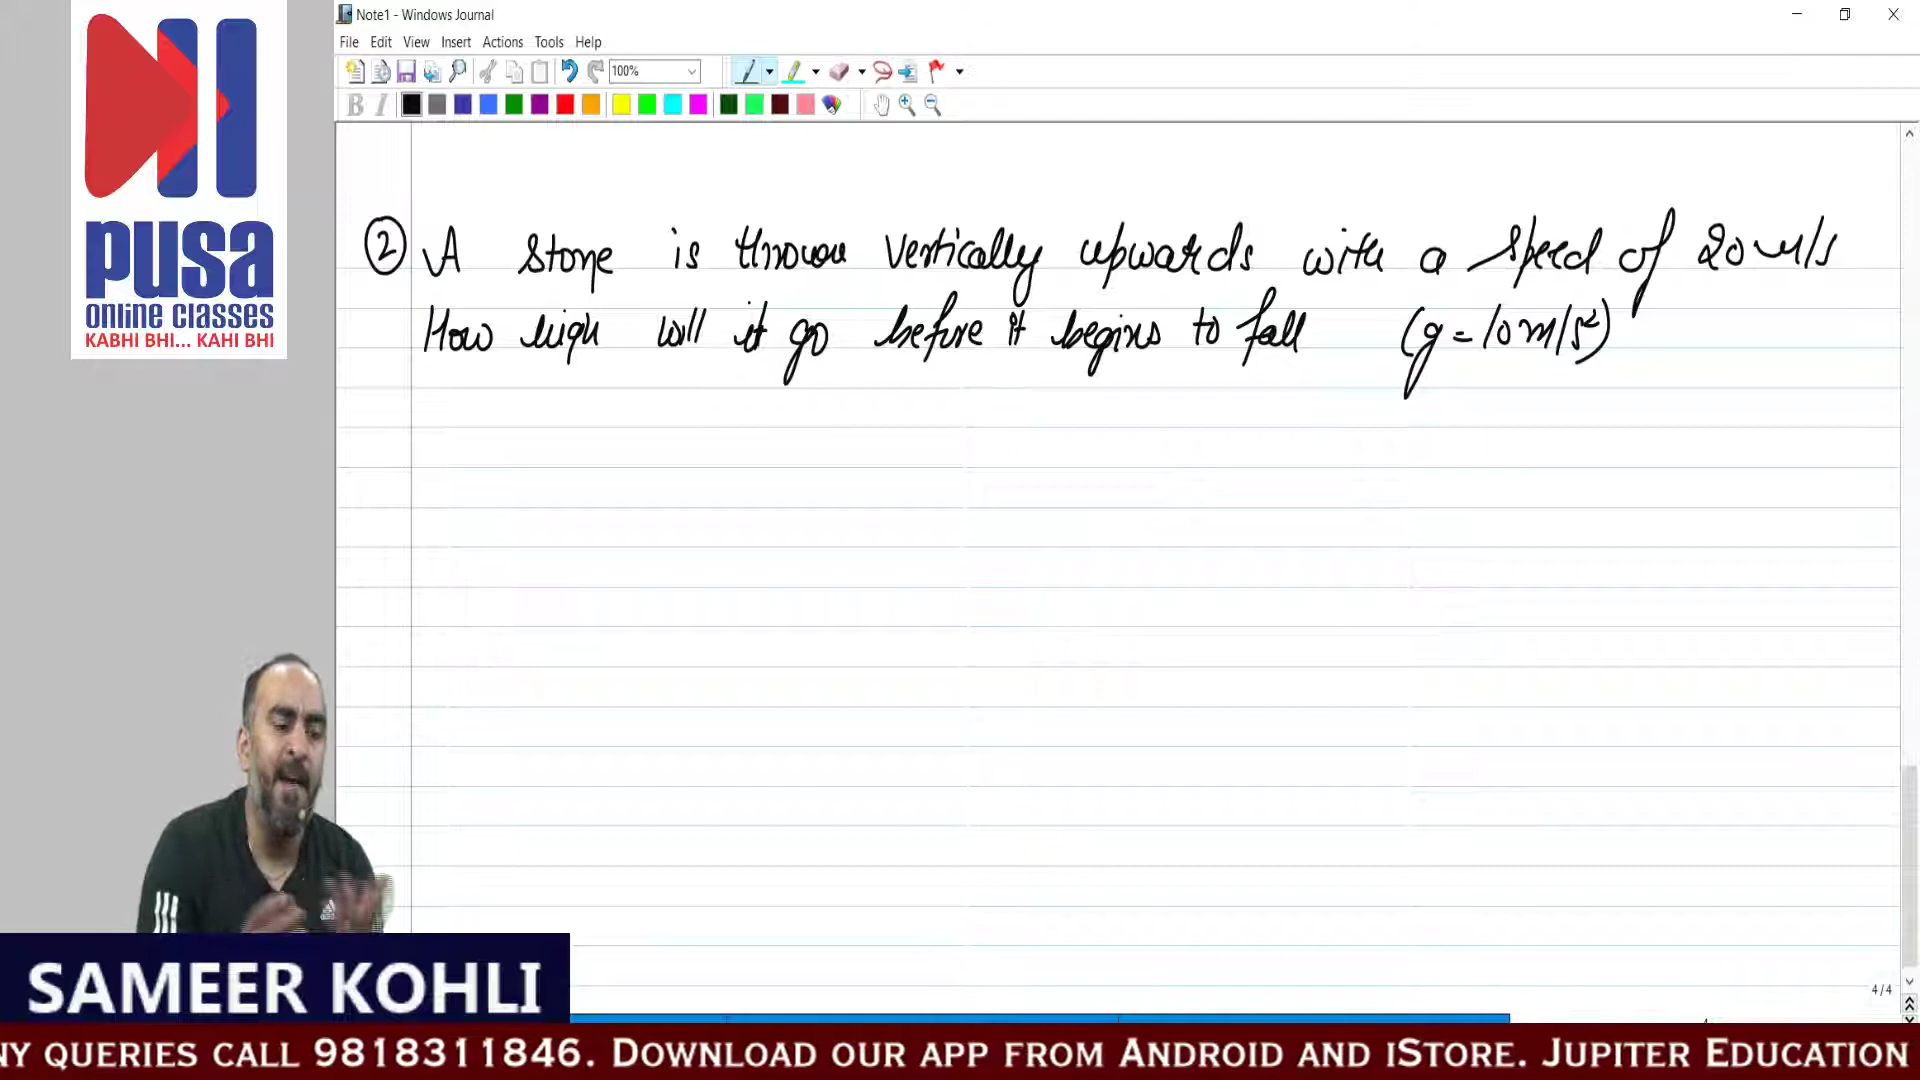 Note1 - Windows Journal
File Edit View Insert Actions Tools Help
100%
B I
PUSA
online classes
KABHI BHI... KAHI BHI
② A stone is thrown vertically upwards with a speed of 20 m/s
How high will it go before it begins to fall (g = 10 m/s²)
4 / 4
SAMEER KOHLI
NY QUERIES CALL 9818311846. DOWNLOAD OUR APP FROM ANDROID AND ISTORE. JUPITER EDUCATION